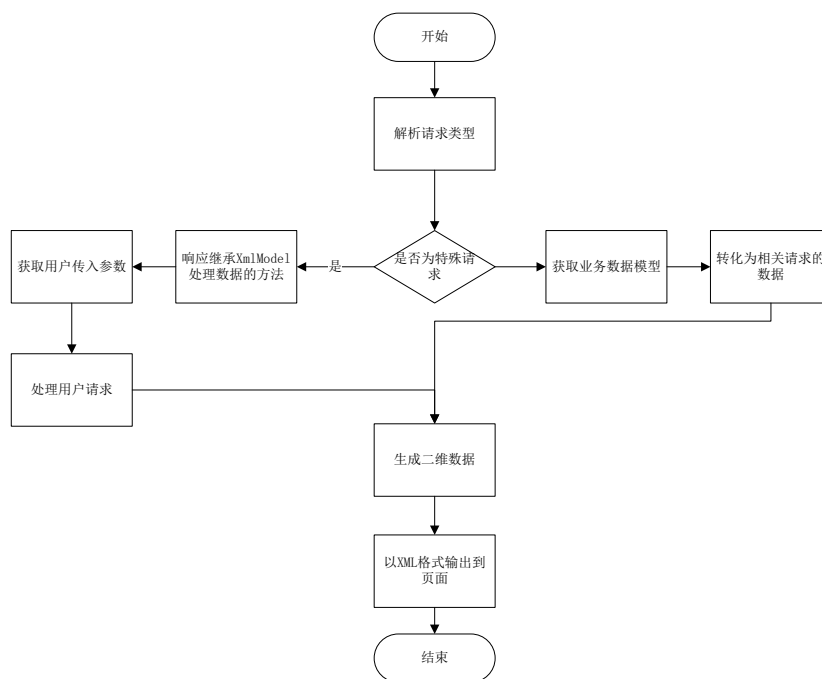 开始
解析请求类型
是否为特殊请
求
是
响应继承XmlModel
处理数据的方法
获取用户传入参数
处理用户请求
获取业务数据模型
转化为相关请求的
数据
生成二维数据
以XML格式输出到
页面
结束